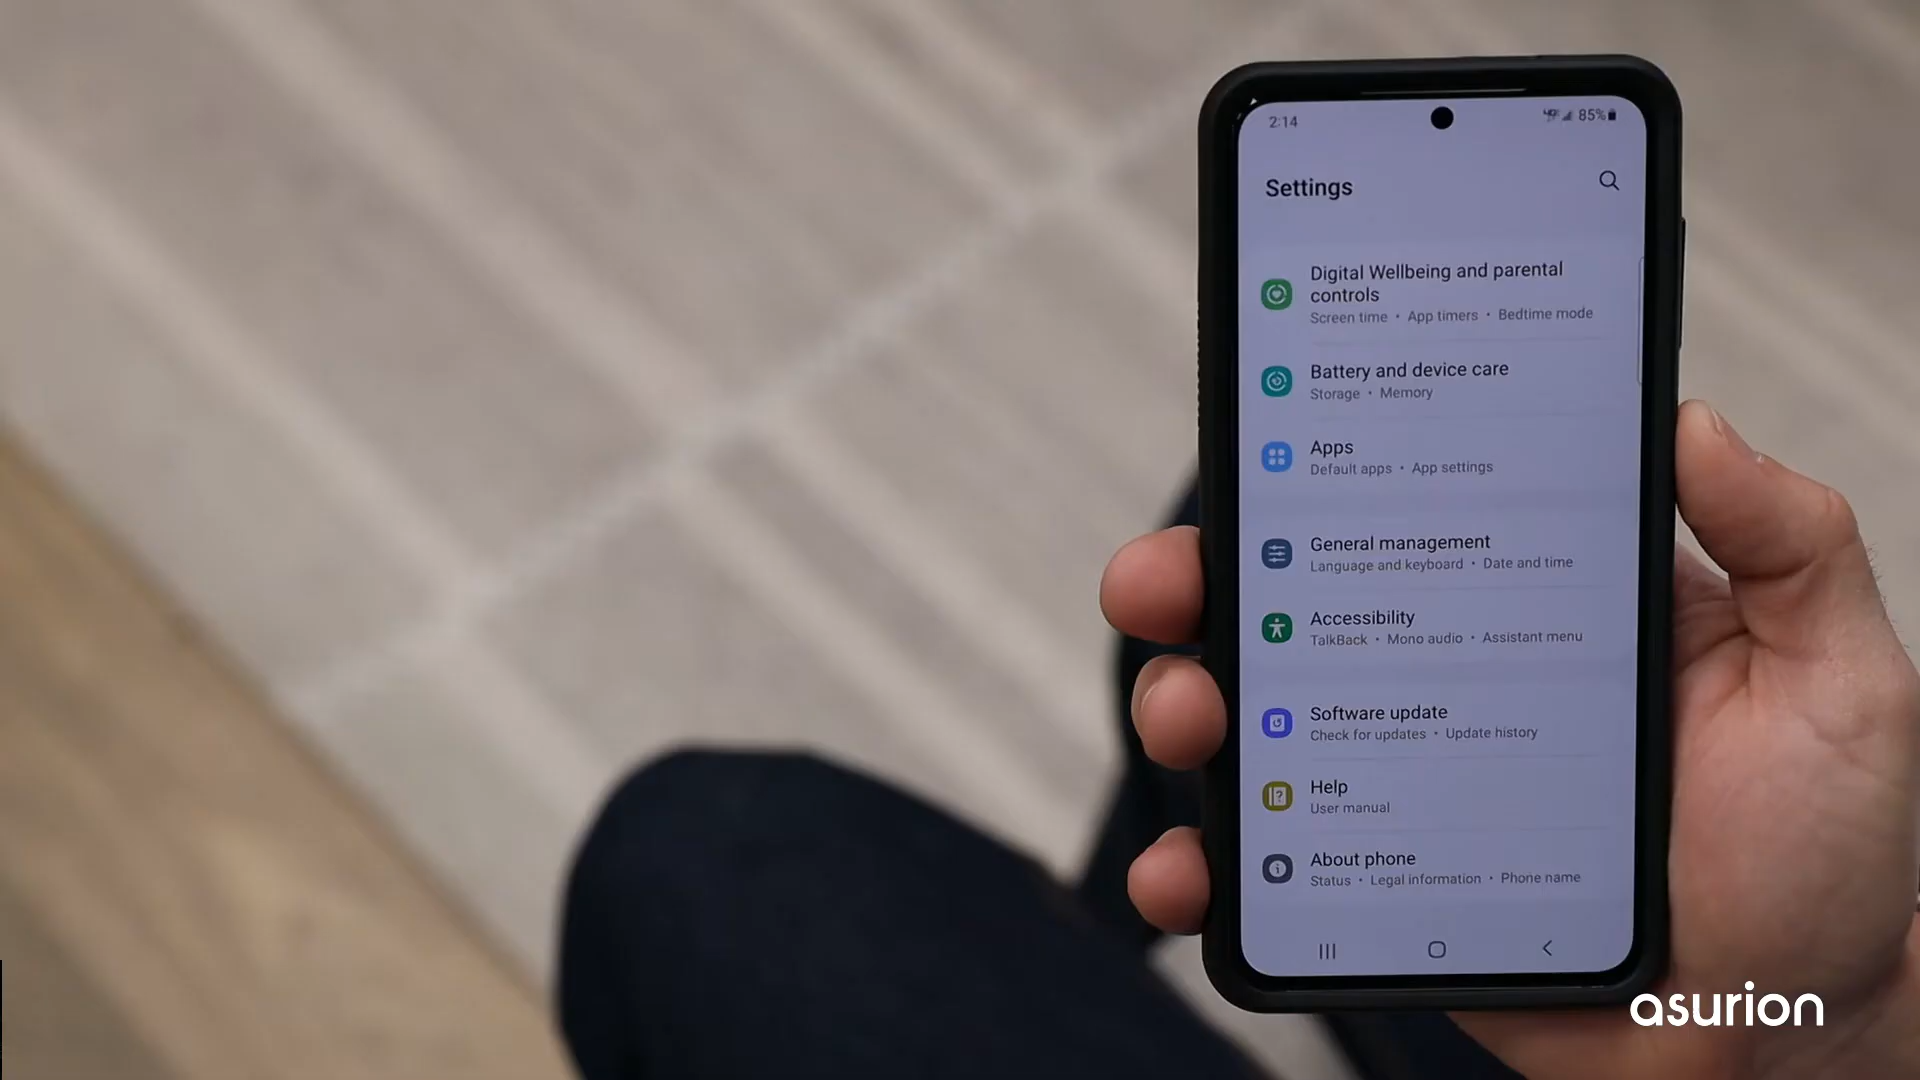 2:14
85%
Settings
Digital Wellbeing and parental
controls
Screen time • App timers • Bedtime mode
Battery and device care
Storage • Memory
Apps
Default apps • App settings
General management
Language and keyboard • Date and time
Accessibility
TalkBack • Mono audio • Assistant menu
Software update
Check for updates • Update history
Help
User manual
About phone
Status • Legal information • Phone name
asurion